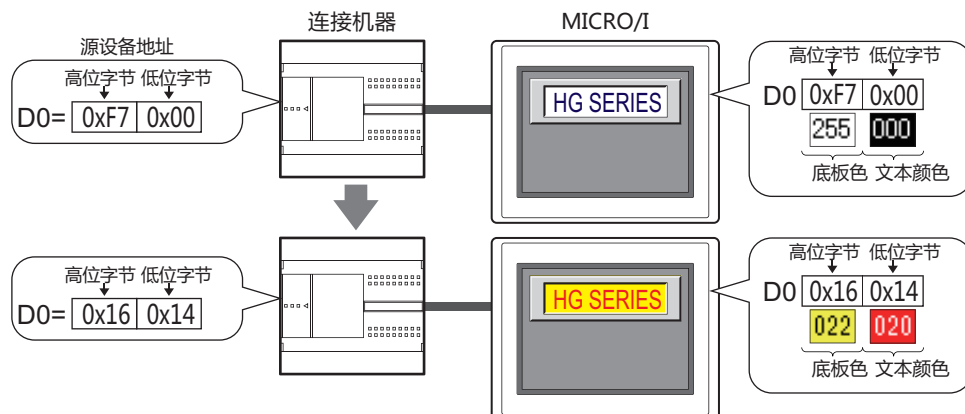 连接机器
MICRO/I
源设备地址
高位字节 低位字节
D0= 0xF7 0x00
HG SERIES
高位字节 低位字节
D0 0xF7 0x00
255 000
底板色 文本颜色
高位字节 低位字节
D0= 0x16 0x14
HG SERIES
高位字节 低位字节
D0 0x16 0x14
022 020
底板色 文本颜色